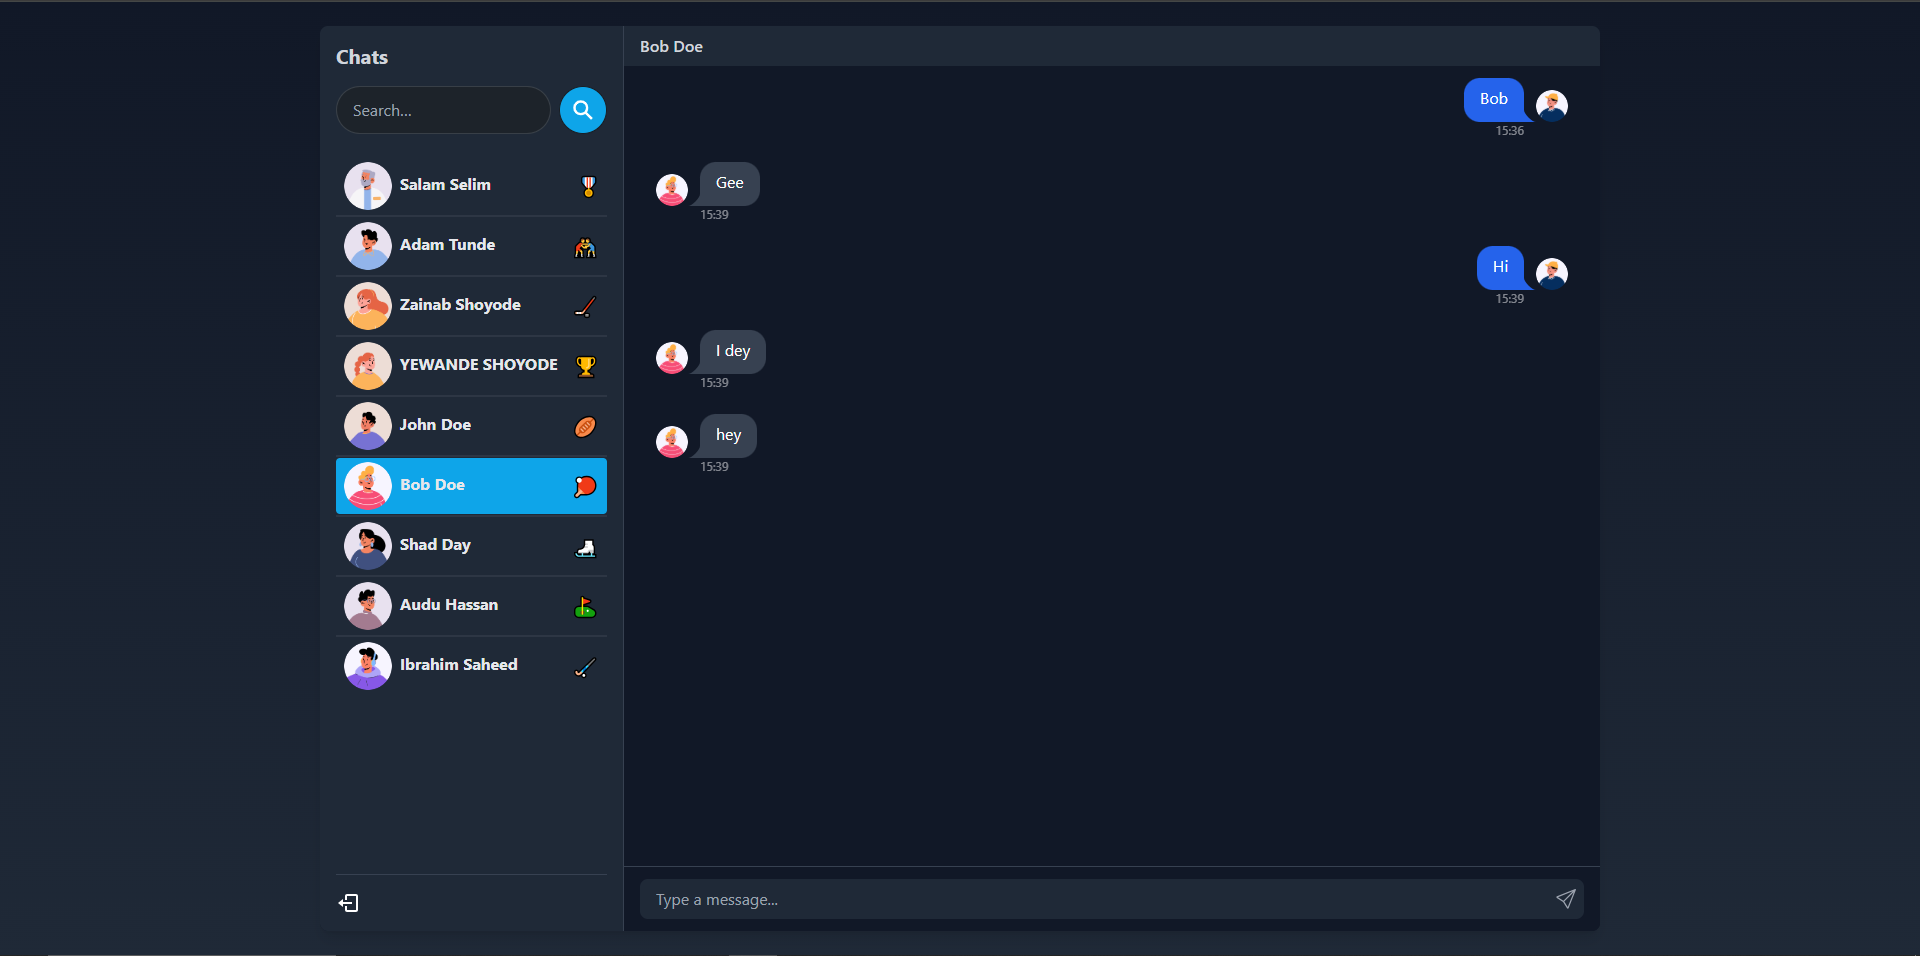 Chats
Search...
Salam Selim
Adam Tunde
Zainab Shoyode
YEWANDE SHOYODE
John Doe
Bob Doe
Shad Day
Audu Hassan
Ibrahim Saheed
Bob Doe
Bob
15:36
Gee
15:39
Hi
15:39
I dey
15:39
hey
15:39
Type a message...